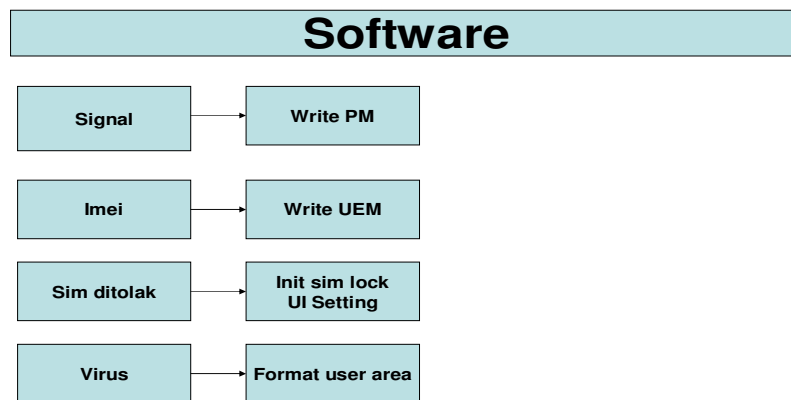 Software
Signal
Write PM
Imei
Write UEM
Sim ditolak
Init sim lock
UI Setting
Virus
Format user area